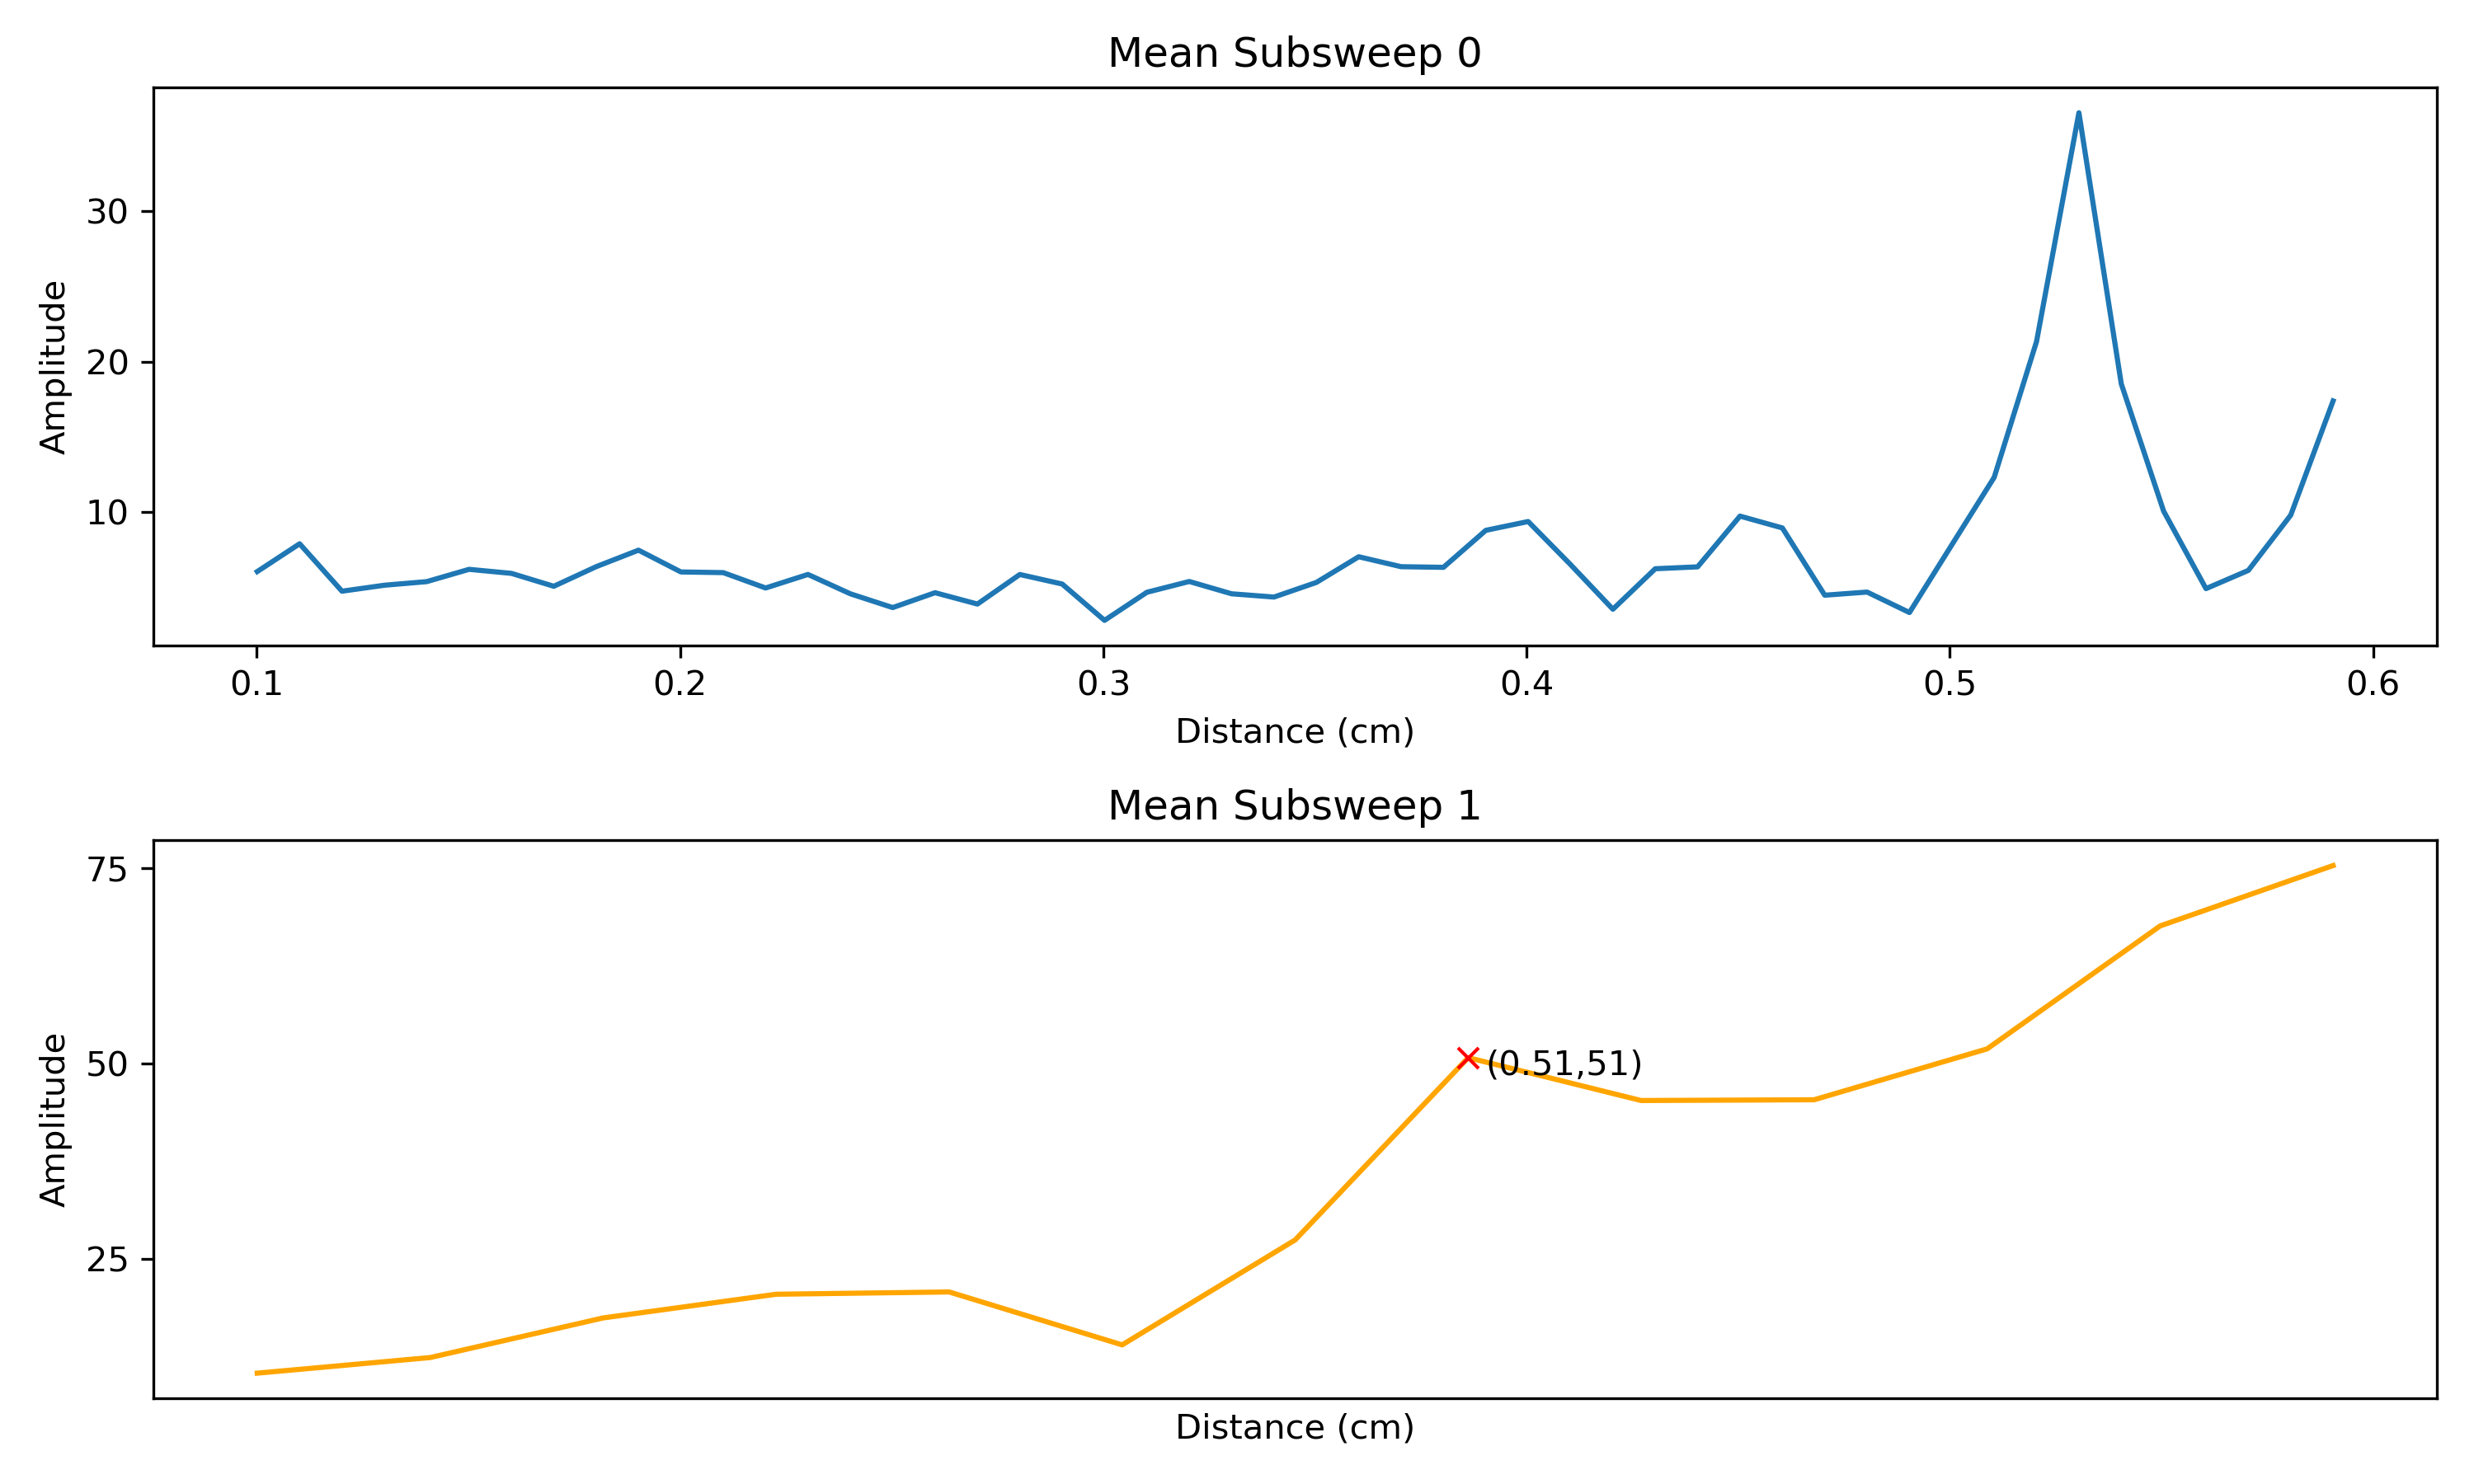 Mean Subsweep 0
Amplitude
30
20
10
0.1 0.2 0.3 0.4 0.5 0.6
Distance (cm)
Mean Subsweep 1
Amplitude
75
50
25
(0.51,51)
Distance (cm)